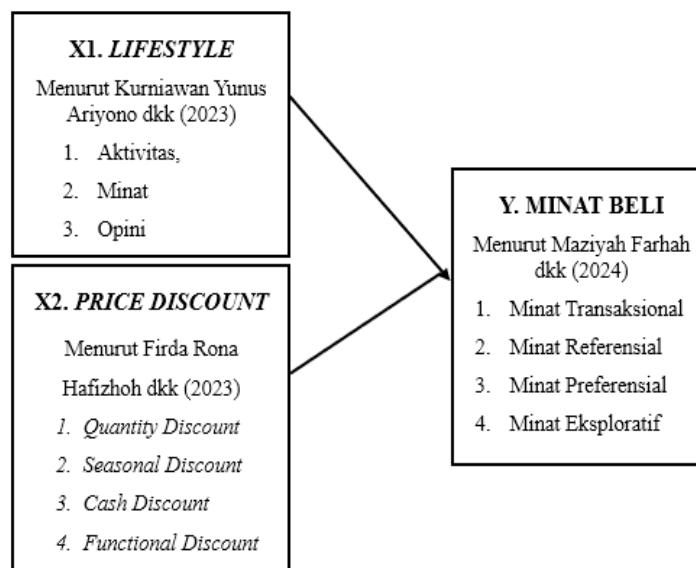 X1. LIFESTYLE
Menurut Kurniawan Yunus
Ariyono dkk (2023)
1. Aktivitas,
2. Minat
3. Opini
X2. PRICE DISCOUNT
Menurut Firda Rona
Hafizhoh dkk (2023)
1. Quantity Discount
2. Seasonal Discount
3. Cash Discount
4. Functional Discount
Y. MINAT BELI
Menurut Maziyah Farhah
dkk (2024)
1. Minat Transaksional
2. Minat Referensial
3. Minat Preferensial
4. Minat Eksploratif